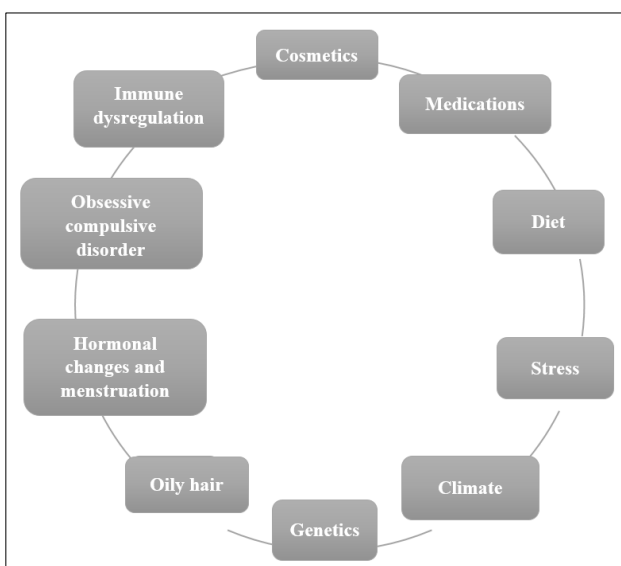 Cosmetics
Medications
Diet
Stress
Climate
Genetics
Oily hair
Hormonal
changes and
menstruation
Obsessive
compulsive
disorder
Immune
dysregulation